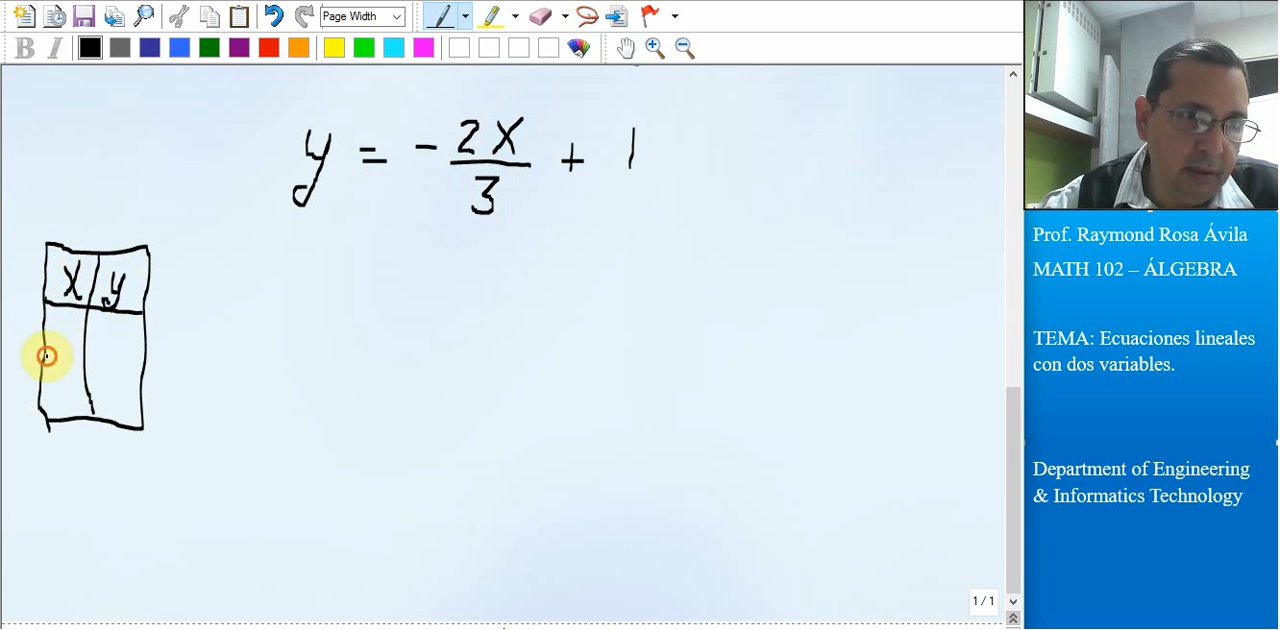 Page Width
B I
y = - 2x/3 + 1
x y
1 / 1
Prof. Raymond Rosa Ávila
MATH 102 – ÁLGEBRA
TEMA: Ecuaciones lineales
con dos variables.
Department of Engineering
& Informatics Technology